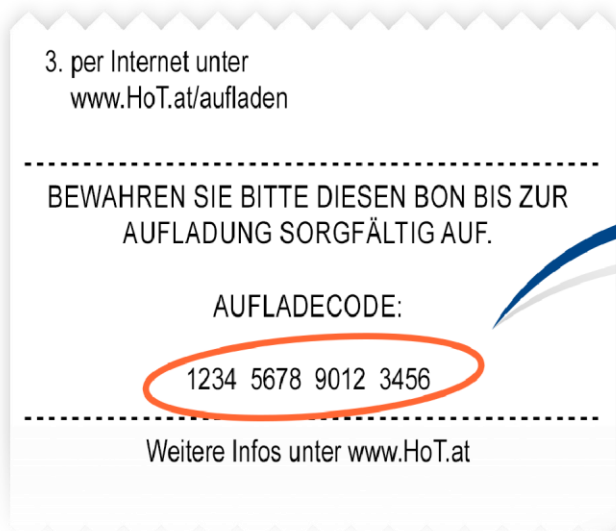 3. per Internet unter
www.HoT.at/aufladen
BEWAHREN SIE BITTE DIESEN BON BIS ZUR
AUFLADUNG SORGFÄLTIG AUF.
AUFLADECODE:
1234 5678 9012 3456
Weitere Infos unter www.HoT.at